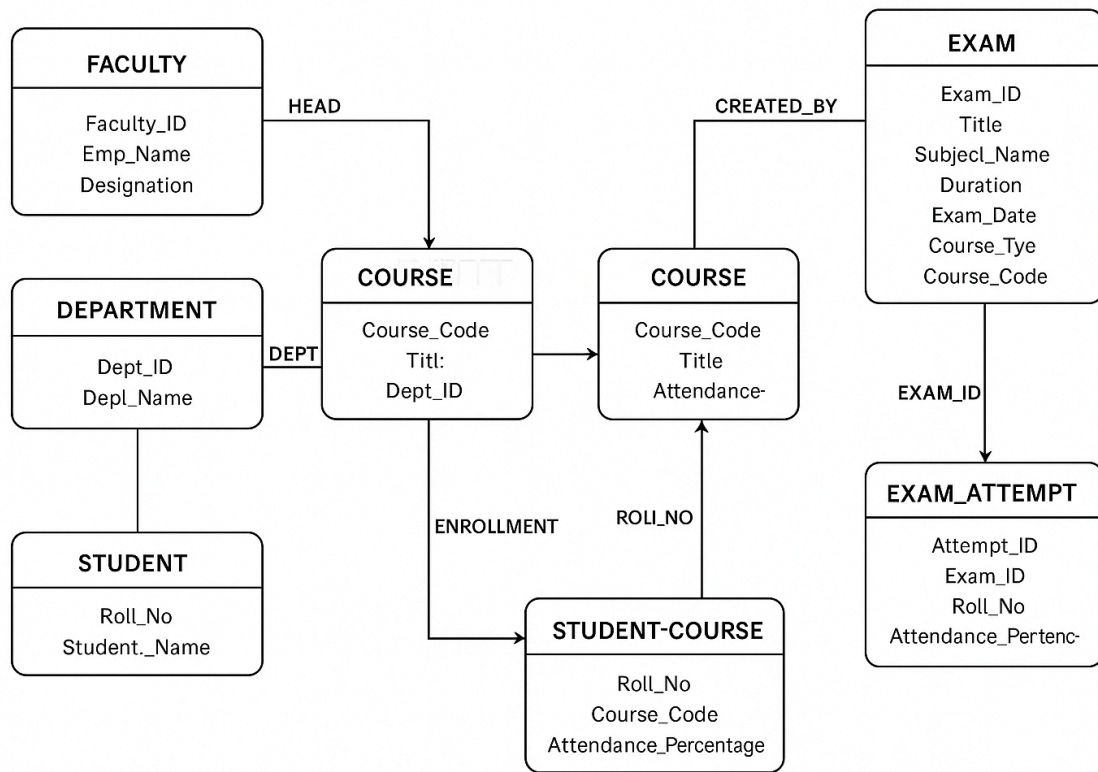 FACULTY
Faculty_ID
Emp_Name
Designation
HEAD
CREATED_BY
EXAM
Exam_ID
Title
Subjecl_Name
Duration
Exam_Date
Course_Tye
Course_Code
DEPARTMENT
Dept_ID
Depl_Name
DEPT
COURSE
Course_Code
Titl:
Dept_ID
COURSE
Course_Code
Title
Attendance-
EXAM_ID
STUDENT
Roll_No
Student._Name
ENROLLMENT
ROLI_NO
STUDENT-COURSE
Roll_No
Course_Code
Attendance_Percentage
EXAM_ATTEMPT
Attempt_ID
Exam_ID
Roll_No
Attendance_Pertenc-